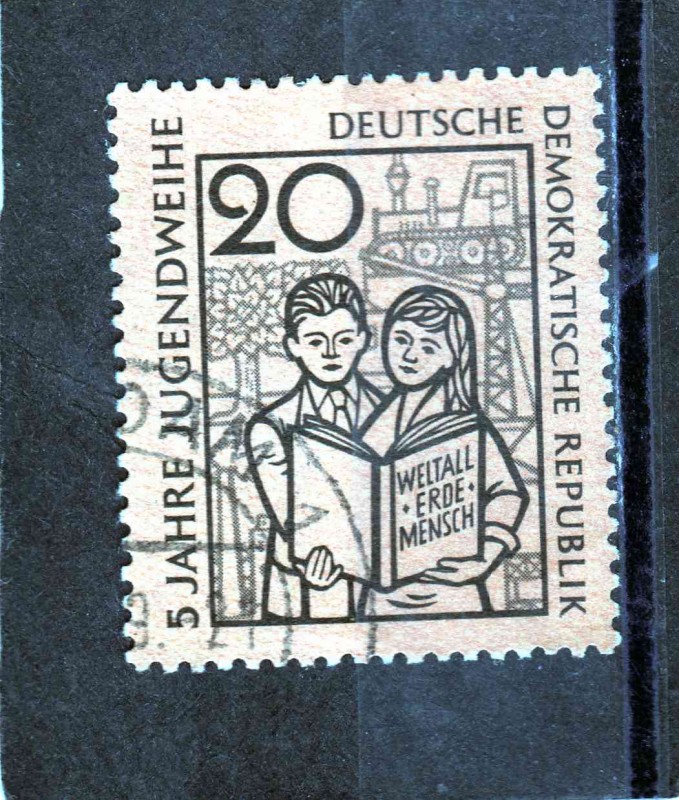 5 JAHRE JUGENDWEIHE
DEUTSCHE
DEMOKRATISCHE REPUBLIK
20
WELTALL
• ERDE •
MENSCH